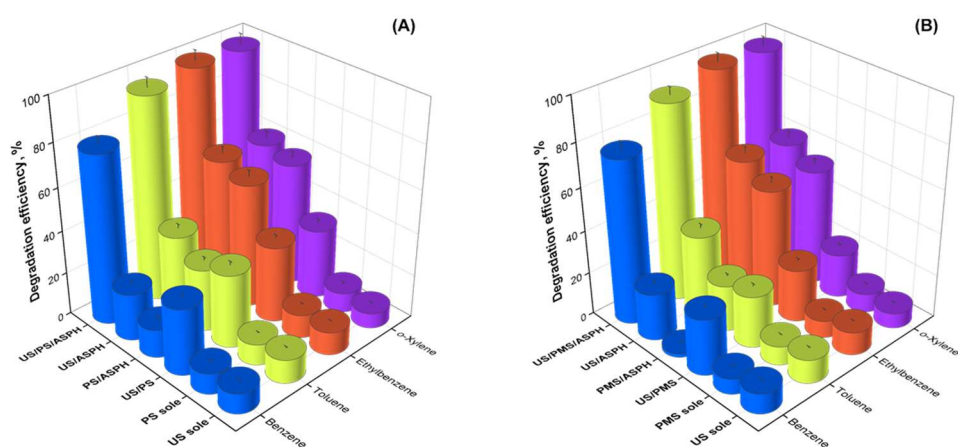 (A)
Degradation efficiency, %
100
80
60
40
20
0
US/PS/ASPH
US/ASPH
PS/ASPH
US/PS
PS sole
US sole
Benzene
Toluene
Ethylbenzene
o-Xylene
(B)
Degradation efficiency, %
100
80
60
40
20
0
US/PMS/ASPH
US/ASPH
PMS/ASPH
US/PMS
PMS sole
US sole
Benzene
Toluene
Ethylbenzene
o-Xylene